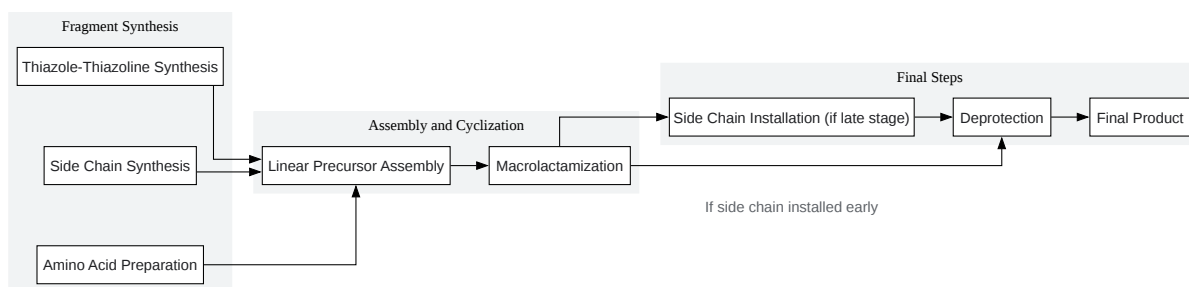 Fragment Synthesis
Thiazole-Thiazoline Synthesis
Side Chain Synthesis
Amino Acid Preparation
Assembly and Cyclization
Linear Precursor Assembly
Macrolactamization
Final Steps
Side Chain Installation (if late stage)
Deprotection
Final Product
If side chain installed early